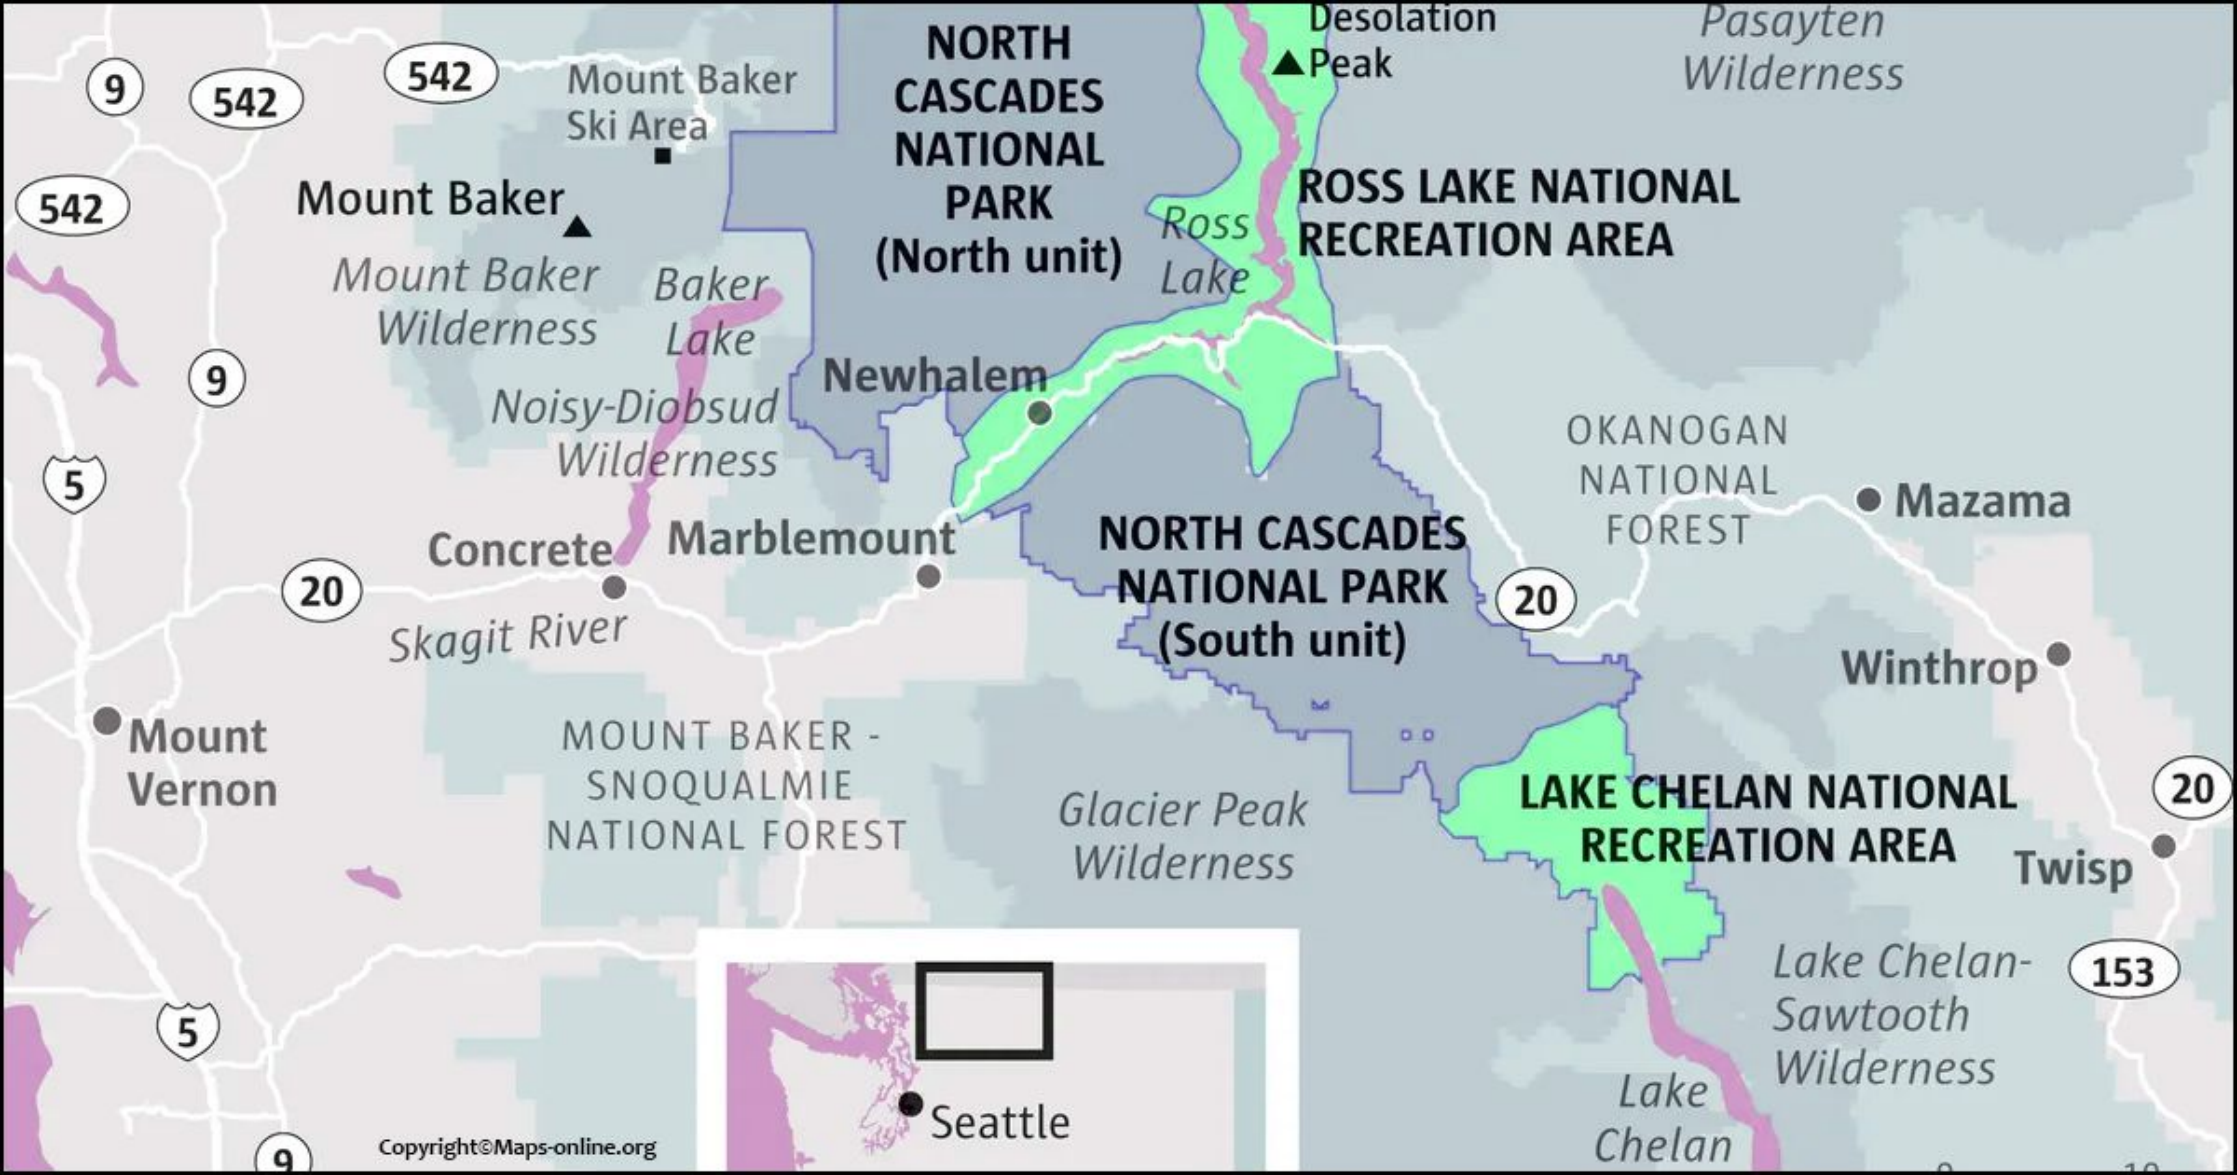 NORTH
CASCADES
NATIONAL
PARK
(North unit)
Desolation
Peak
Pasayten
Wilderness
9
542
542
542
Mount Baker
Ski Area
Mount Baker
Mount Baker
Wilderness
Baker
Lake
ROSS LAKE NATIONAL
RECREATION AREA
Ross
Lake
9
Newhalem
Noisy-Diobsud
Wilderness
5
OKANOGAN
NATIONAL
FOREST
Mazama
Concrete
Marblemount
NORTH CASCADES
NATIONAL PARK
(South unit)
20
20
Skagit River
Winthrop
Mount
Vernon
MOUNT BAKER -
SNOQUALMIE
NATIONAL FOREST
Glacier Peak
Wilderness
LAKE CHELAN NATIONAL
RECREATION AREA
20
Twisp
153
Lake Chelan-
Sawtooth
Wilderness
5
Lake
Chelan
Seattle
9
Copyright©Maps-online.org